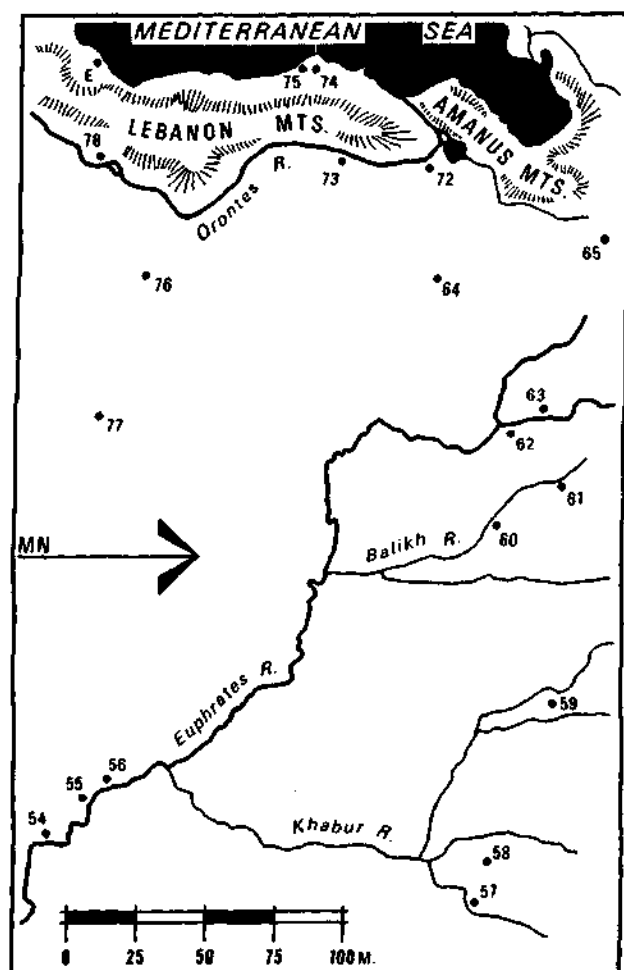 MEDITERRANEAN SEA
E
75 74
LEBANON MTS.
AMANUS MTS.
78
Orontes R.
73
72
65
76
64
77
63
62
61
60
MN
Balikh R.
59
Euphrates R.
56
55
54
Khabur R.
58
57
0 25 50 75 100 M.